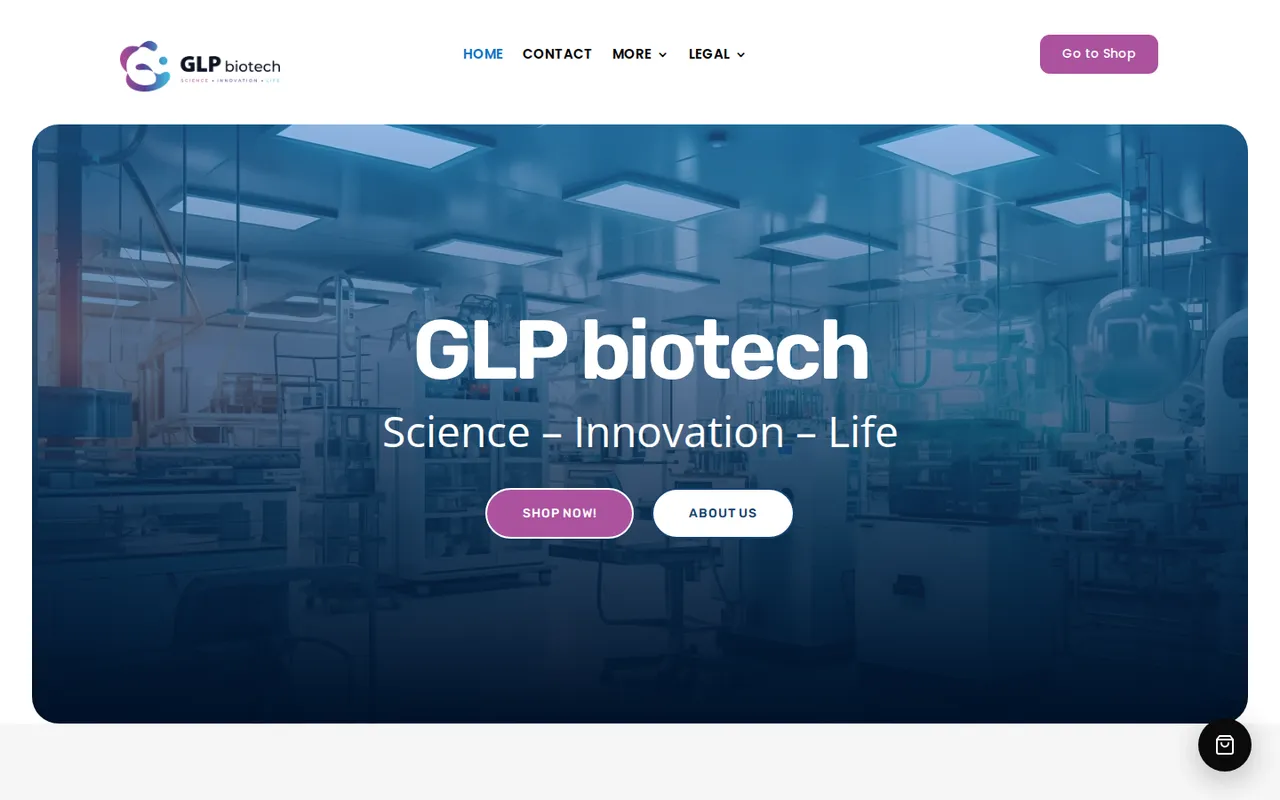 GLP biotech
SCIENCE • INNOVATION • LIFE
HOME CONTACT MORE LEGAL
Go to Shop
GLP biotech
Science – Innovation – Life
SHOP NOW! ABOUT US